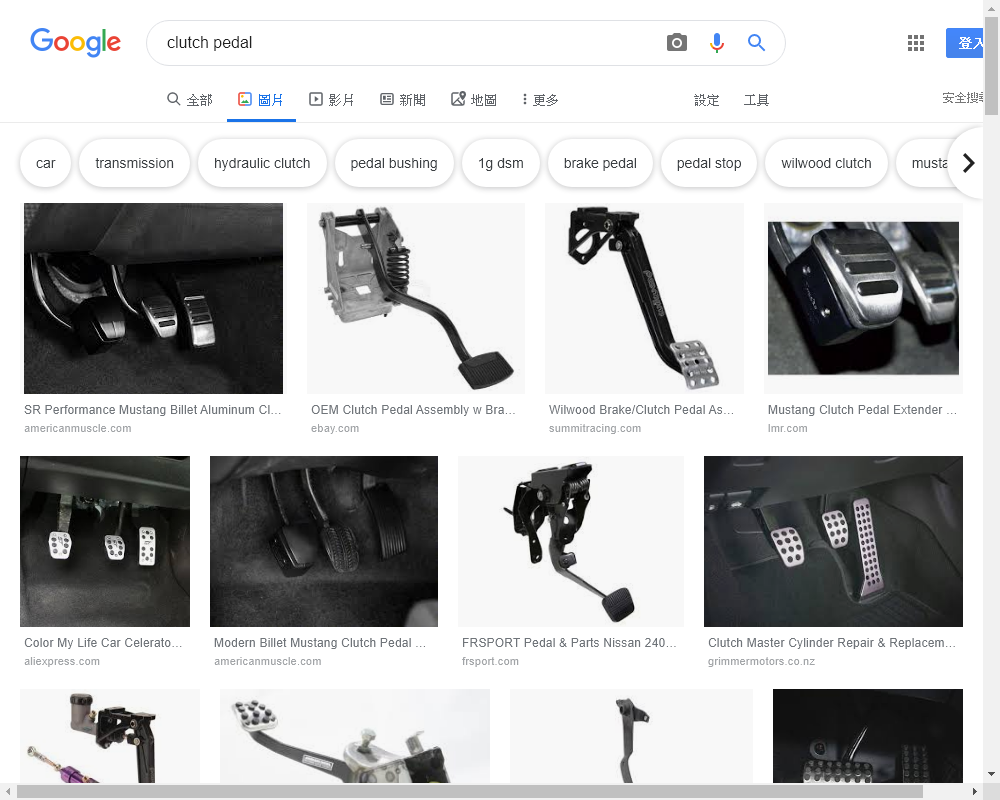 Google
clutch pedal
登入
全部
圖片
影片
新聞
地圖
更多
設定
工具
安全搜尋
car
transmission
hydraulic clutch
pedal bushing
1g dsm
brake pedal
pedal stop
wilwood clutch
musta
SR Performance Mustang Billet Aluminum Cl...
americanmuscle.com
OEM Clutch Pedal Assembly w Bra...
ebay.com
Wilwood Brake/Clutch Pedal As...
summitracing.com
Mustang Clutch Pedal Extender ...
lmr.com
Color My Life Car Celerato...
aliexpress.com
Modern Billet Mustang Clutch Pedal ...
americanmuscle.com
FRSPORT Pedal & Parts Nissan 240...
frsport.com
Clutch Master Cylinder Repair & Replacem...
grimmermotors.co.nz